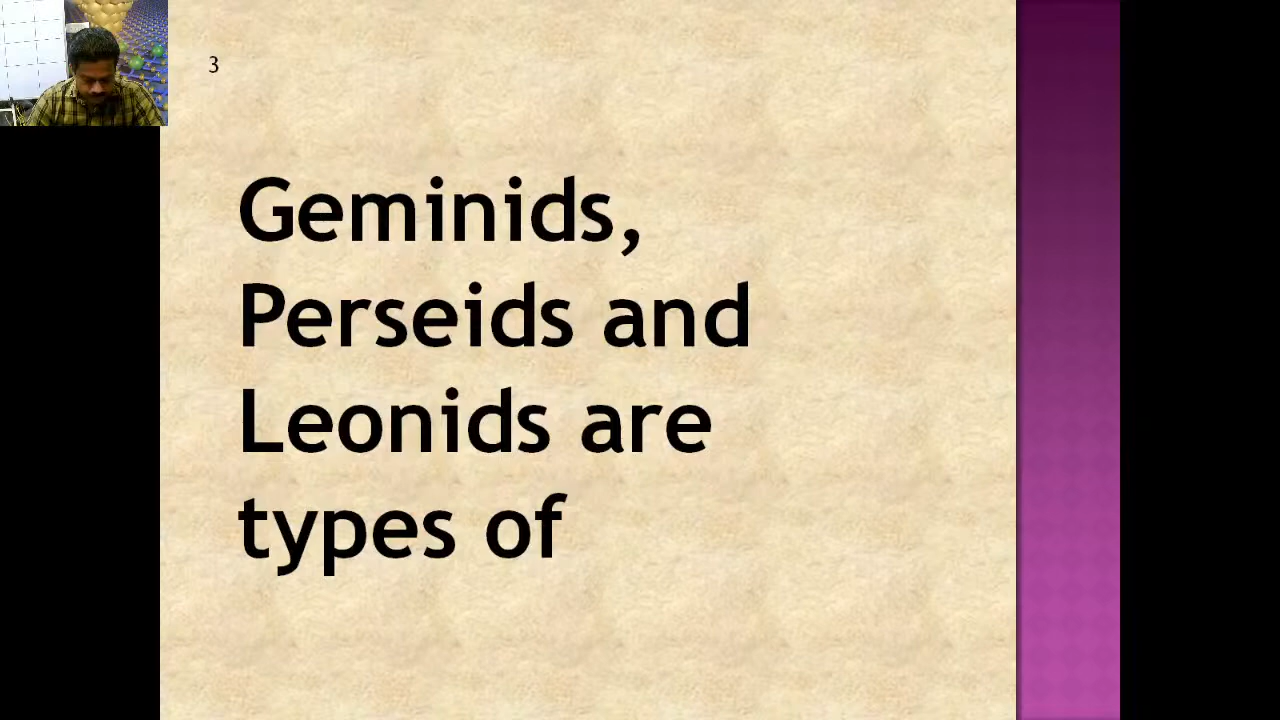 3
Geminids,
Perseids and
Leonids are
types of